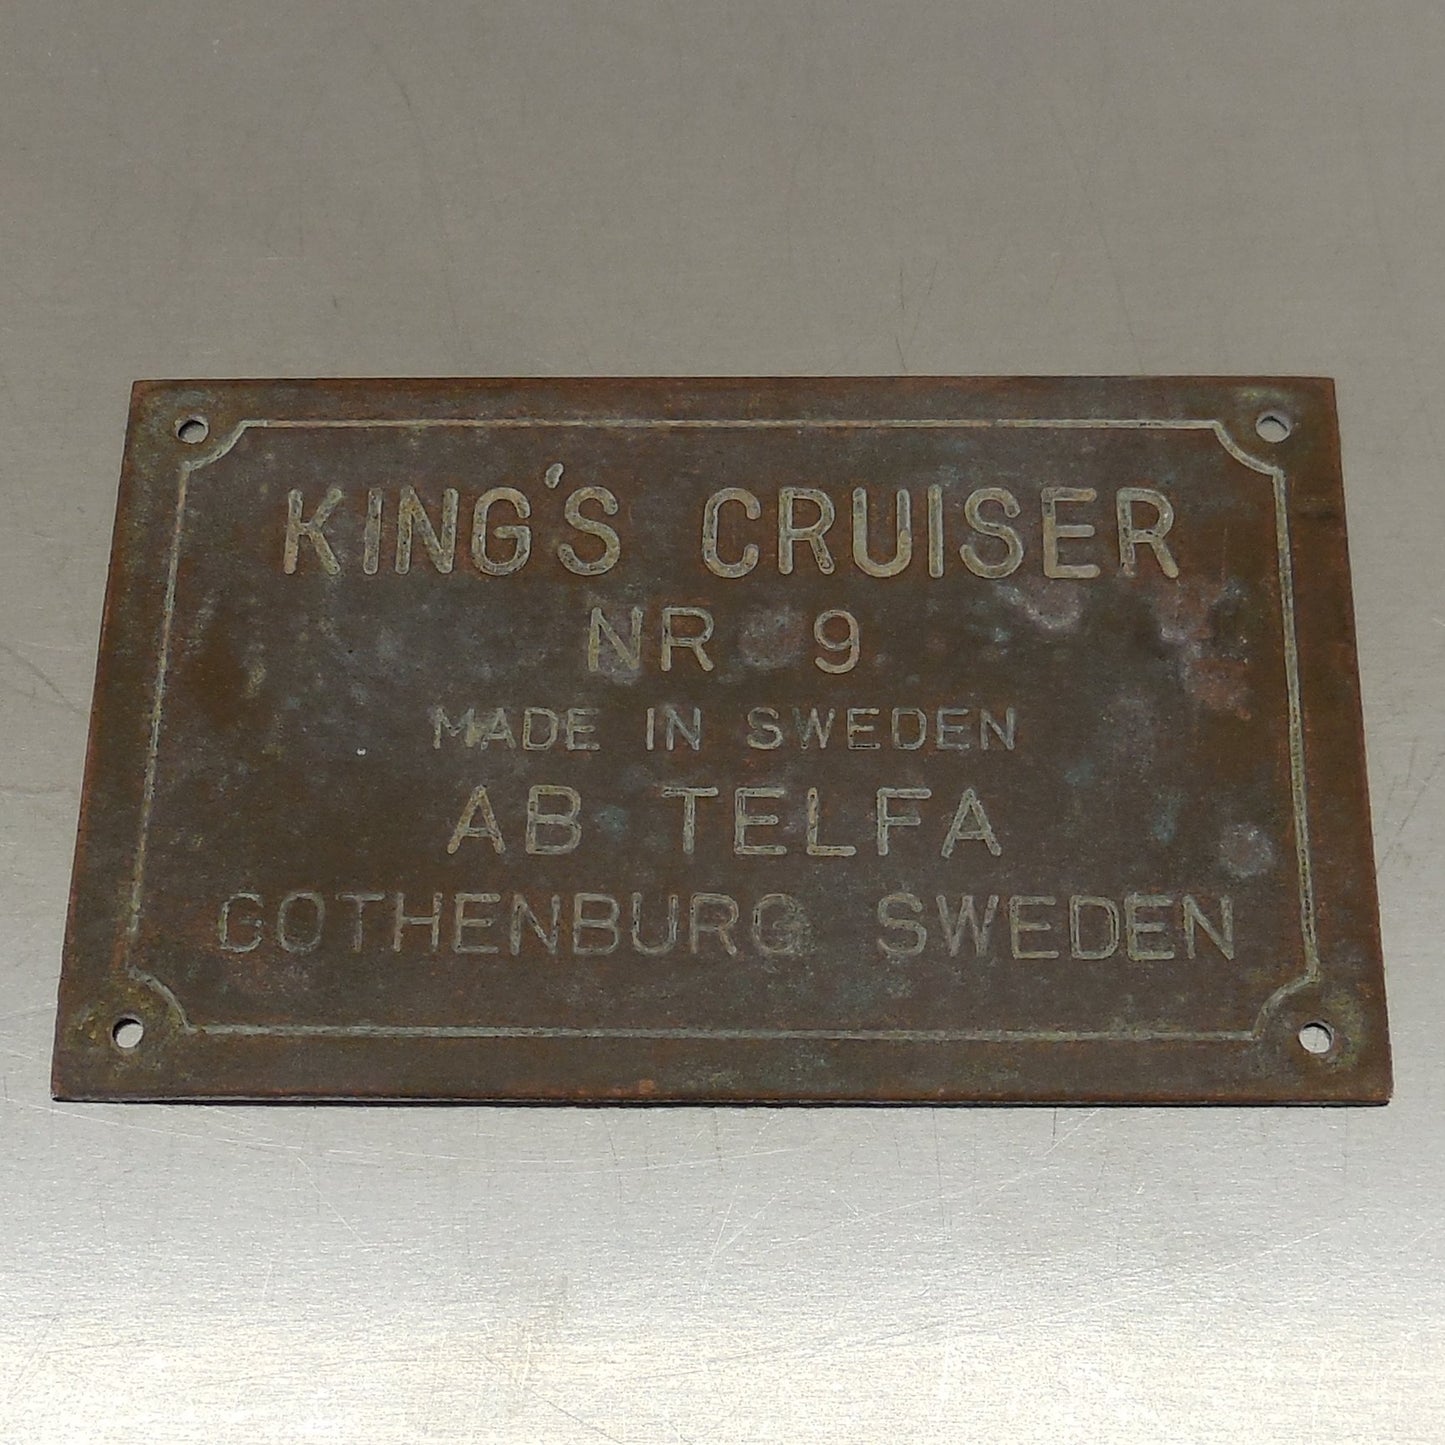 KING'S CRUISER
NR 9
MADE IN SWEDEN
AB TELFA
GOTHENBURG SWEDEN